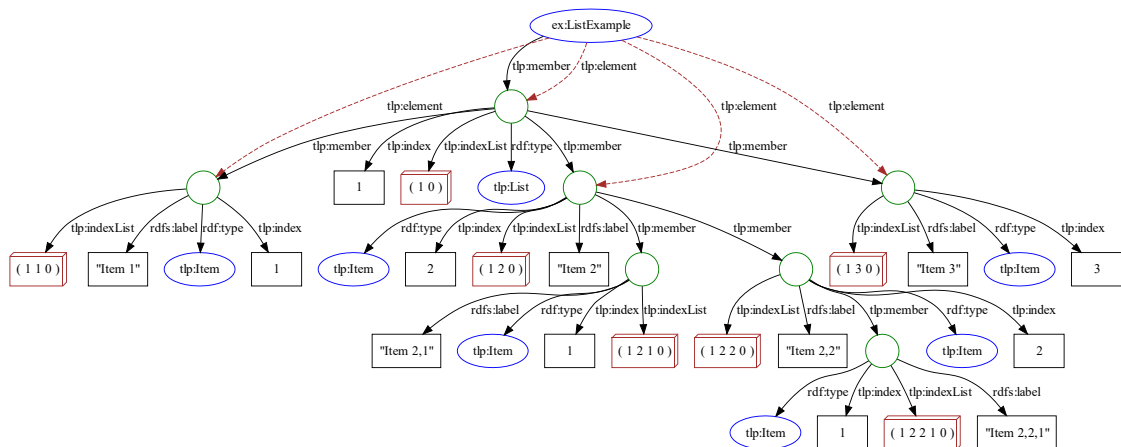 ex:ListExample
tlp:member
tlp:element
tlp:element
tlp:element
tlp:element
tlp:member
tlp:index
tlp:indexList
rdf:type
tlp:member
tlp:member
1
( 1 0 )
tlp:List
tlp:indexList
rdfs:label
rdf:type
tlp:index
rdf:type
tlp:index
tlp:indexList
rdfs:label
tlp:member
tlp:member
tlp:indexList
rdfs:label
rdf:type
tlp:index
( 1 1 0 )
"Item 1"
tlp:Item
1
tlp:Item
2
( 1 2 0 )
"Item 2"
( 1 3 0 )
"Item 3"
tlp:Item
3
rdfs:label
rdf:type
tlp:index
tlp:indexList
tlp:indexList
rdfs:label
tlp:member
rdf:type
tlp:index
"Item 2,1"
tlp:Item
1
( 1 2 1 0 )
( 1 2 2 0 )
"Item 2,2"
tlp:Item
2
rdf:type
tlp:index
tlp:indexList
rdfs:label
tlp:Item
1
( 1 2 2 1 0 )
"Item 2,2,1"